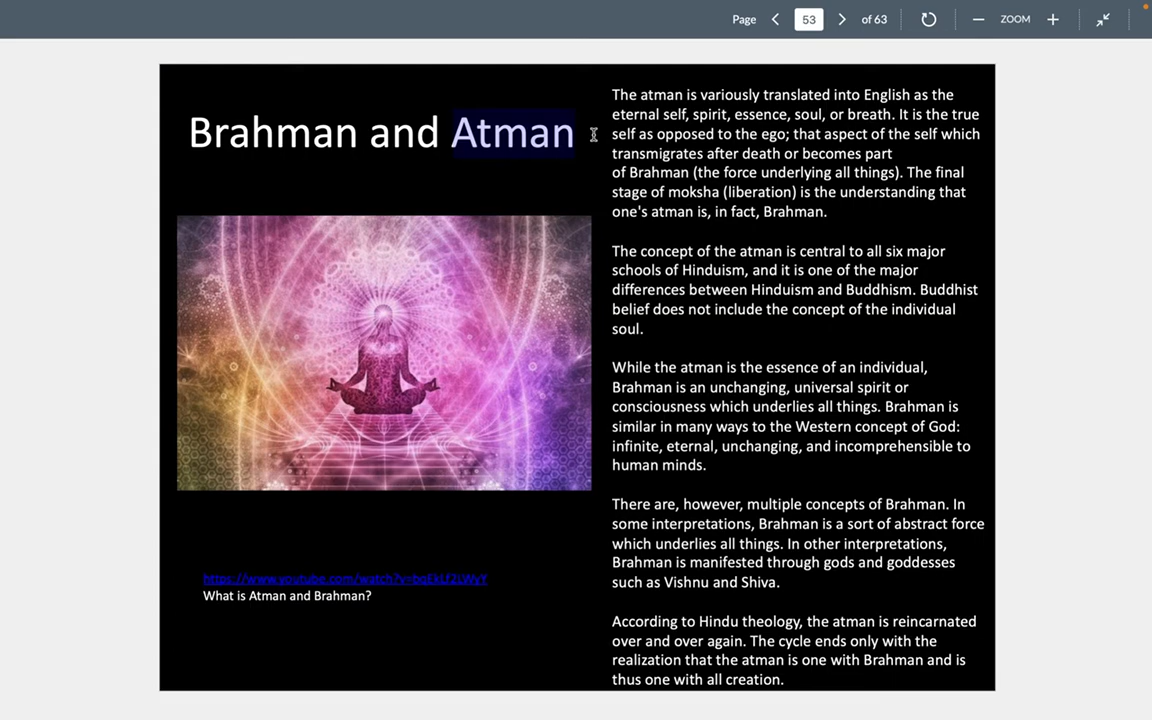 Page 53 of 63 ZOOM
Brahman and Atman
https://www.youtube.com/watch?v=bqEkLf2LWyY
What is Atman and Brahman?
The atman is variously translated into English as the
eternal self, spirit, essence, soul, or breath. It is the true
self as opposed to the ego; that aspect of the self which
transmigrates after death or becomes part
of Brahman (the force underlying all things). The final
stage of moksha (liberation) is the understanding that
one's atman is, in fact, Brahman.
The concept of the atman is central to all six major
schools of Hinduism, and it is one of the major
differences between Hinduism and Buddhism. Buddhist
belief does not include the concept of the individual
soul.
While the atman is the essence of an individual,
Brahman is an unchanging, universal spirit or
consciousness which underlies all things. Brahman is
similar in many ways to the Western concept of God:
infinite, eternal, unchanging, and incomprehensible to
human minds.
There are, however, multiple concepts of Brahman. In
some interpretations, Brahman is a sort of abstract force
which underlies all things. In other interpretations,
Brahman is manifested through gods and goddesses
such as Vishnu and Shiva.
According to Hindu theology, the atman is reincarnated
over and over again. The cycle ends only with the
realization that the atman is one with Brahman and is
thus one with all creation.